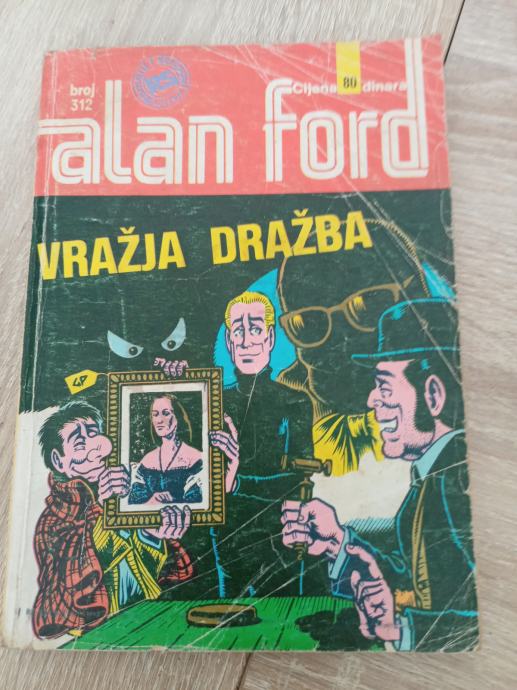 broj
312
Cijena 80 dinara
alan ford
VRAŽJA DRAŽBA